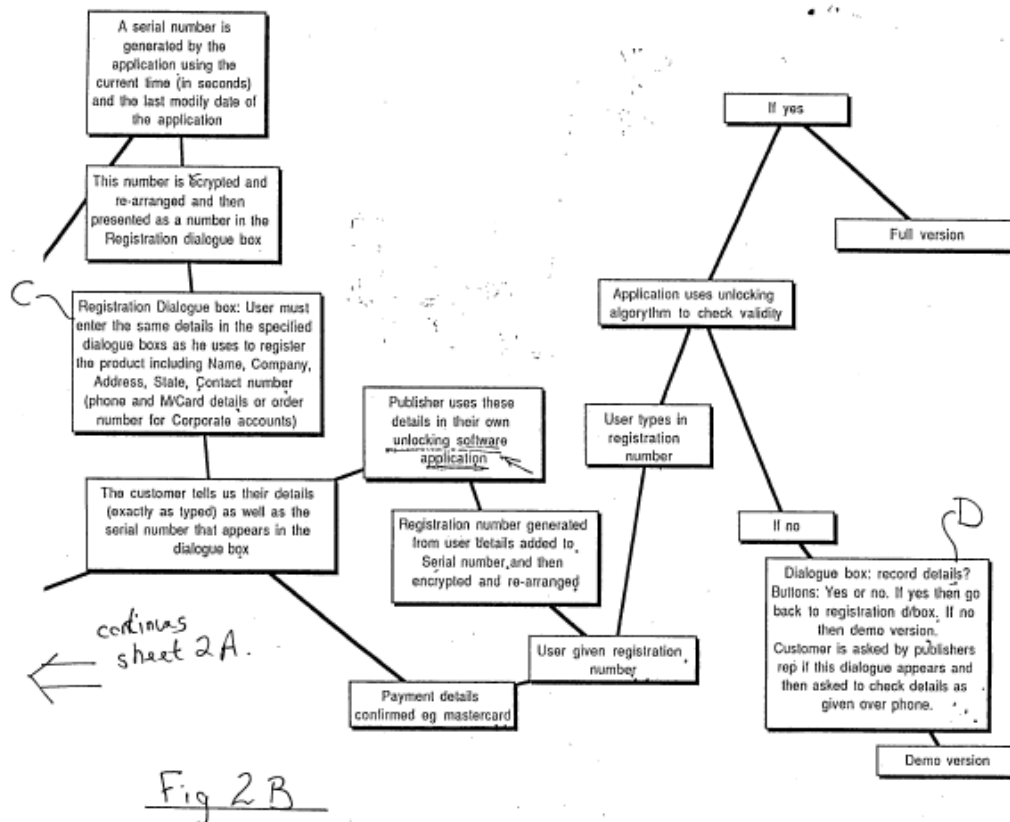 A serial number is
generated by the
application using the
current time (in seconds)
and the last modify date of
the application
This number is ecrypted and
re-arranged and then
presented as a number in the
Registration dialogue box
C
Registration Dialogue box: User must
enter the same details in the specified
dialogue boxs as he uses to register
the product including Name, Company,
Address, State, Contact number
(phone and M/Card details or order
number for Corporate accounts)
The customer tells us their details
(exactly as typed) as well as the
serial number that appears in the
dialogue box
continues
sheet 2A.
Publisher uses these
details in their own
unlocking software
application
Registration number generated
from user details added to
Serial number and then
encrypted and re-arranged
Payment details
confirmed eg mastercard
User given registration
number
User types in
registration
number
Application uses unlocking
algorythm to check validity
If yes
Full version
If no
D
Dialogue box: record details?
Buttons: Yes or no. If yes then go
back to registration d/box. If no
then demo version.
Customer is asked by publishers
rep if this dialogue appears and
then asked to check details as
given over phone.
Demo version
Fig 2B